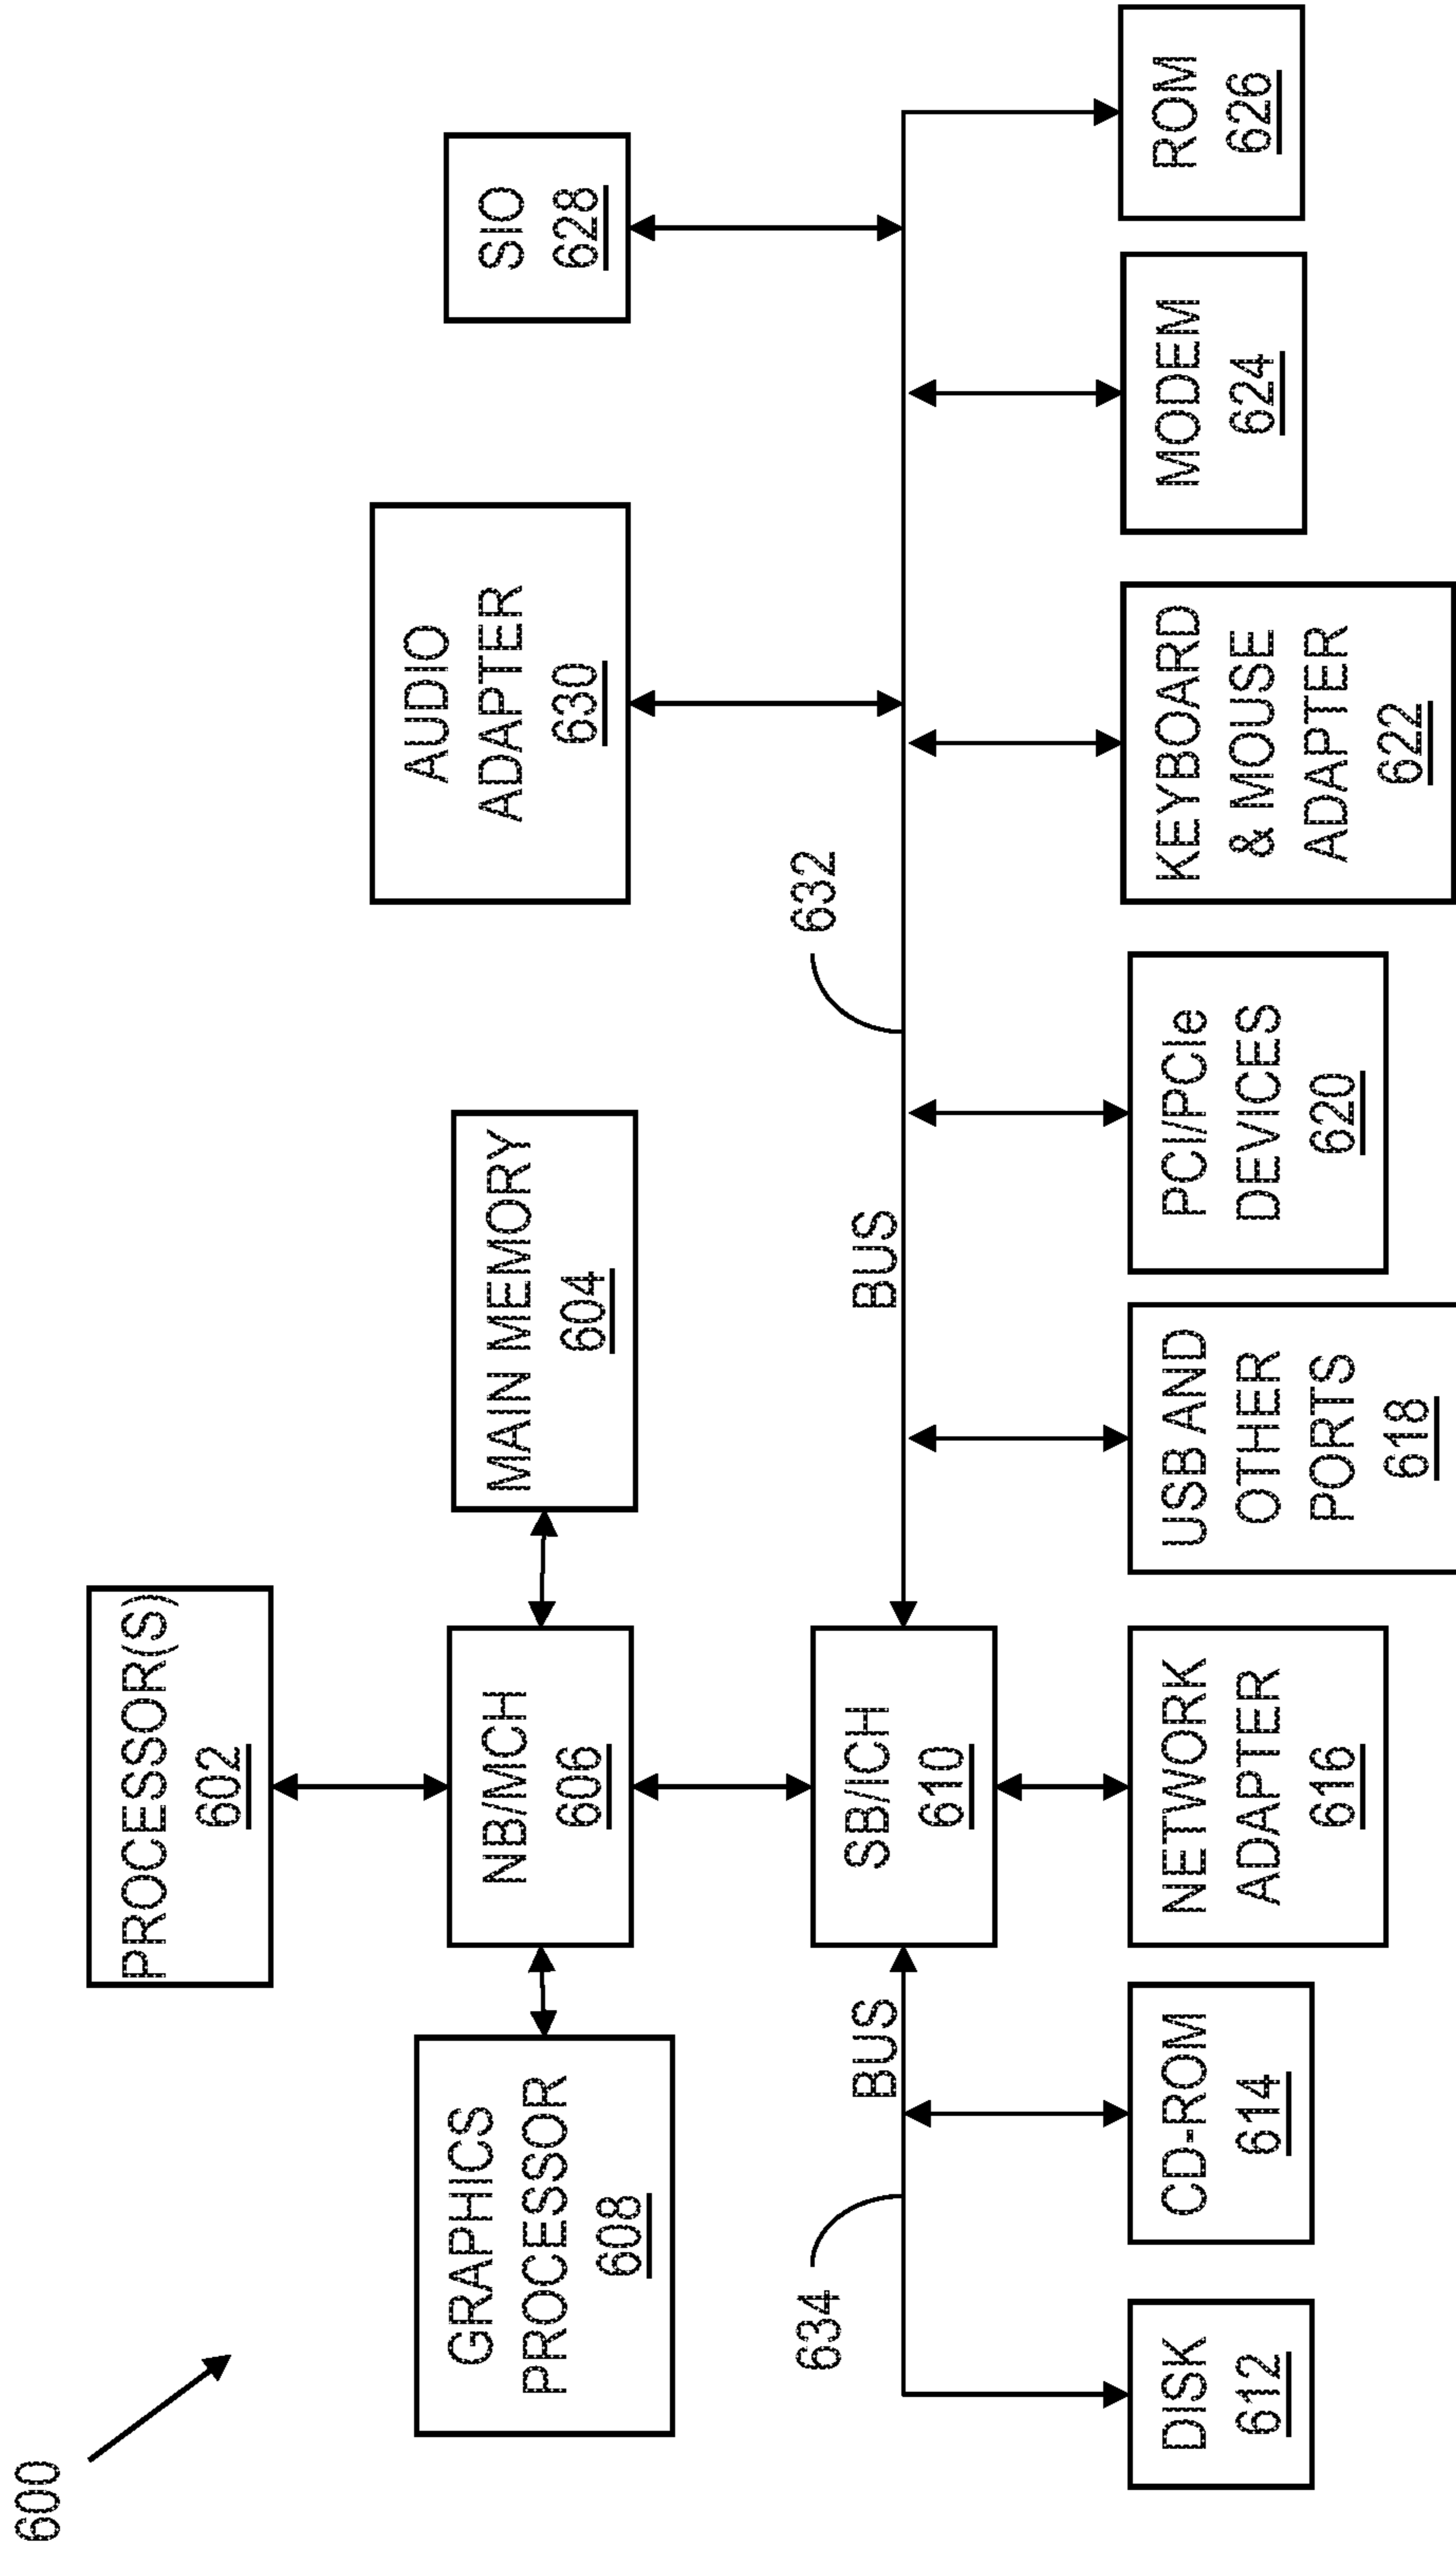 600
PROCESSOR(S)
602
GRAPHICS
PROCESSOR
608
NB/MCH
606
MAIN MEMORY
604
AUDIO
ADAPTER
630
SIO
628
634
BUS
SB/ICH
610
BUS
632
DISK
612
CD-ROM
614
NETWORK
ADAPTER
616
USB AND
OTHER
PORTS
618
PCI/PCIe
DEVICES
620
KEYBOARD
& MOUSE
ADAPTER
622
MODEM
624
ROM
626